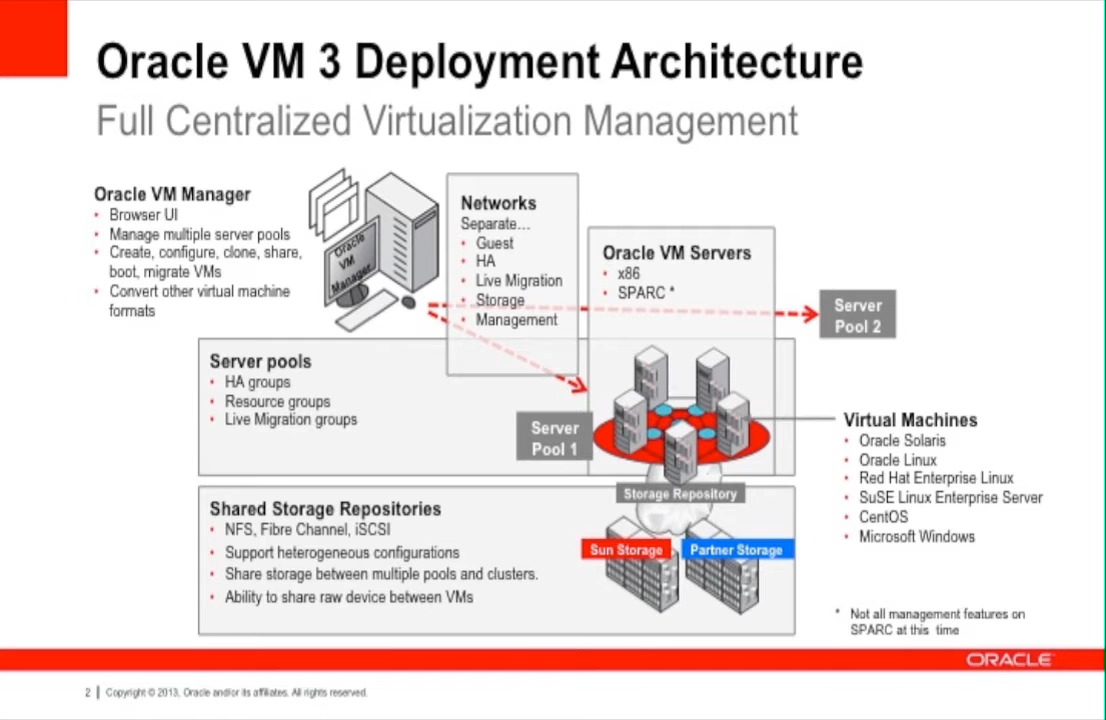 Oracle VM 3 Deployment Architecture
Full Centralized Virtualization Management
Oracle VM Manager
• Browser UI
• Manage multiple server pools
• Create, configure, clone, share,
boot, migrate VMs
• Convert other virtual machine
formats
Oracle
VM
Manager
Networks
Separate...
• Guest
• HA
• Live Migration
• Storage
• Management
Oracle VM Servers
• x86
• SPARC *
Server
Pool 2
Server pools
• HA groups
• Resource groups
• Live Migration groups
Server
Pool 1
Virtual Machines
• Oracle Solaris
• Oracle Linux
• Red Hat Enterprise Linux
• SuSE Linux Enterprise Server
• CentOS
• Microsoft Windows
Storage Repository
Shared Storage Repositories
• NFS, Fibre Channel, iSCSI
• Support heterogeneous configurations
• Share storage between multiple pools and clusters.
• Ability to share raw device between VMs
Sun Storage
Partner Storage
* Not all management features on
SPARC at this time
ORACLE
2 | Copyright © 2013, Oracle and/or its affiliates. All rights reserved.